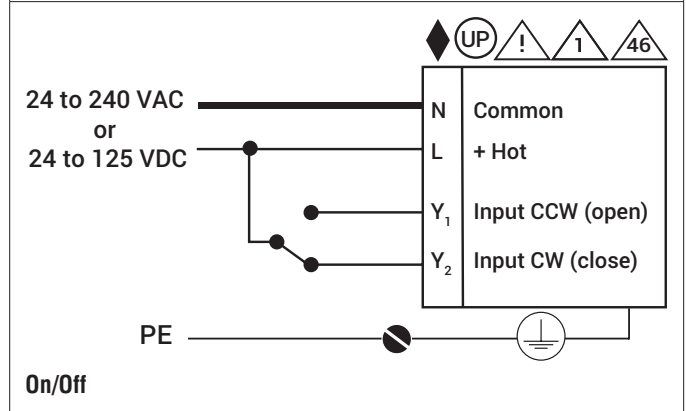 UP ! 1 46
24 to 240 VAC
or
24 to 125 VDC
N Common
L + Hot
Y₁ Input CCW (open)
Y₂ Input CW (close)
PE
On/Off